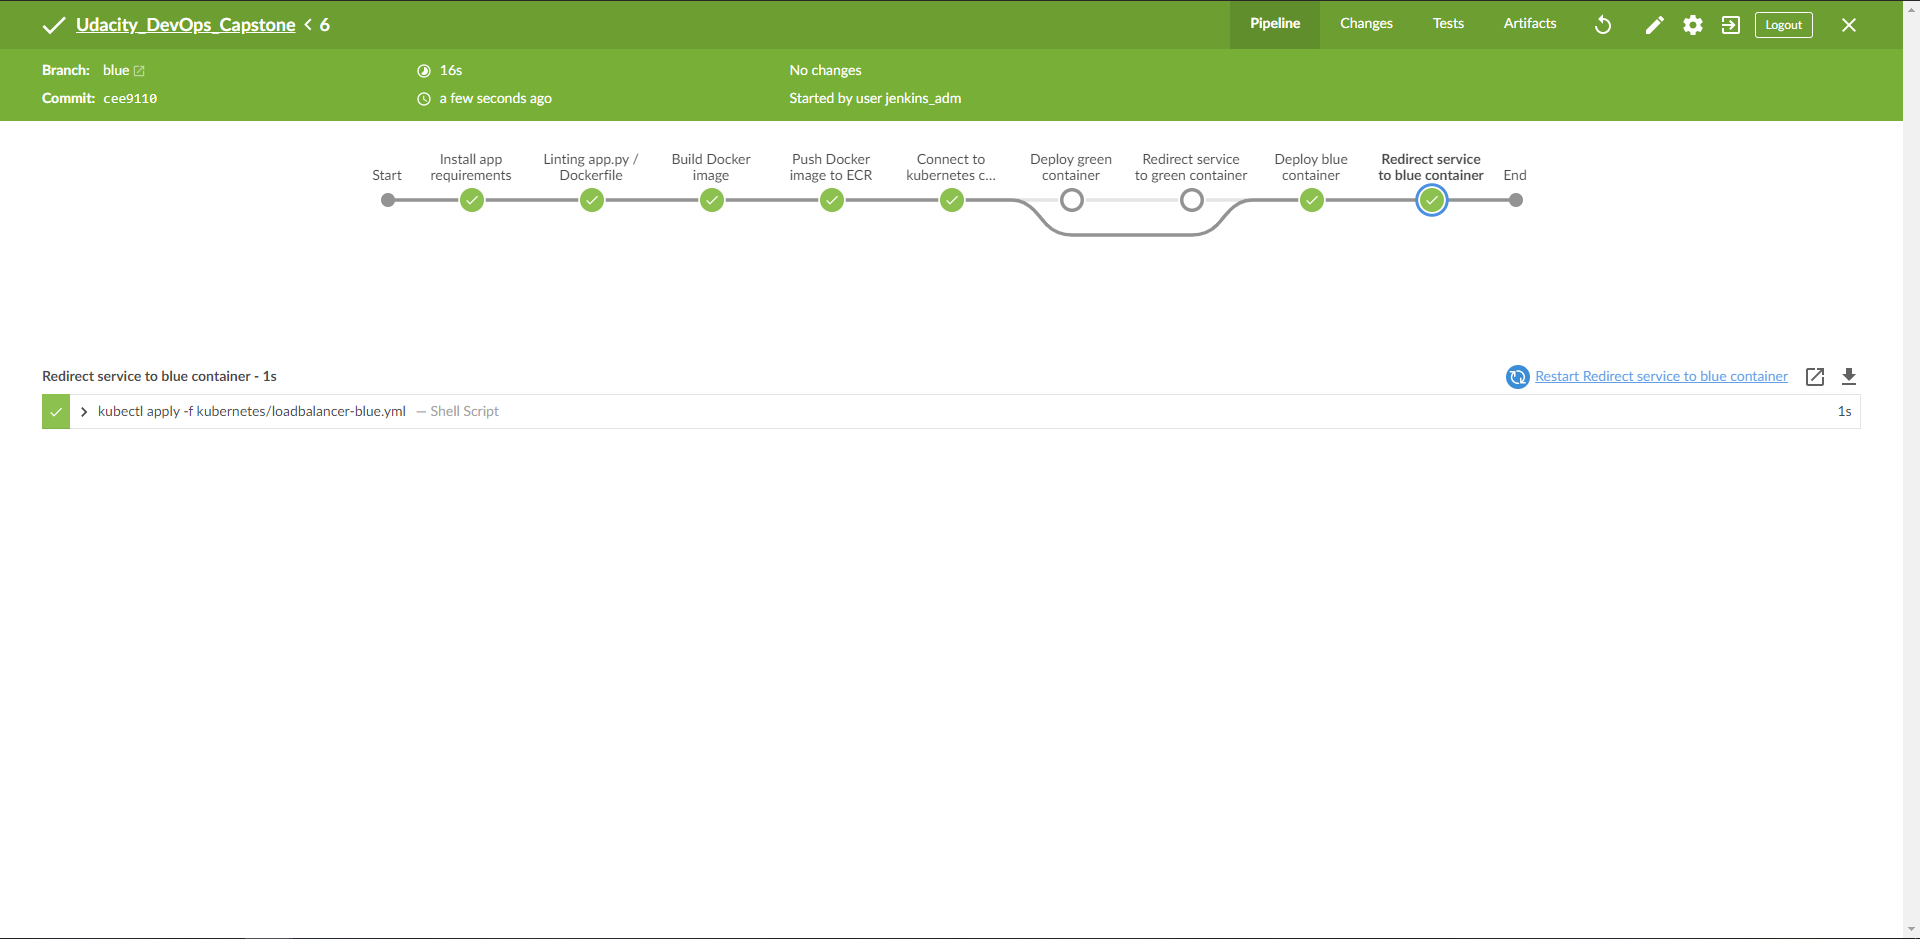 Udacity_DevOps_Capstone < 6
Pipeline Changes Tests Artifacts Logout
Branch: blue 16s No changes
Commit: cee9110 a few seconds ago Started by user jenkins_adm
Start
Install app
requirements
Linting app.py /
Dockerfile
Build Docker
image
Push Docker
image to ECR
Connect to
kubernetes c...
Deploy green
container
Redirect service
to green container
Deploy blue
container
Redirect service
to blue container
End
Redirect service to blue container - 1s Restart Redirect service to blue container
kubectl apply -f kubernetes/loadbalancer-blue.yml — Shell Script 1s